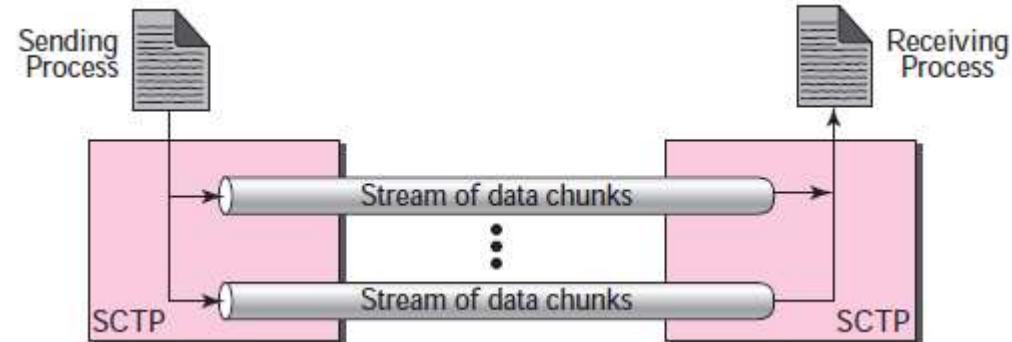 Sending
Process
Receiving
Process
Stream of data chunks
Stream of data chunks
SCTP
SCTP